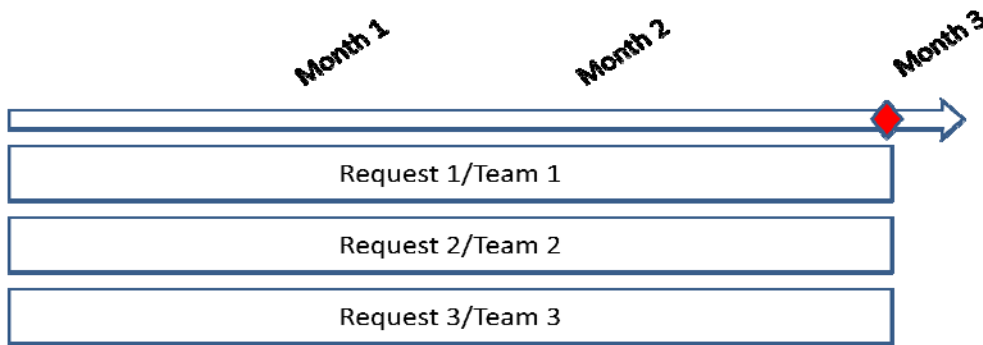 Month 1
Month 2
Month 3
Request 1/Team 1
Request 2/Team 2
Request 3/Team 3